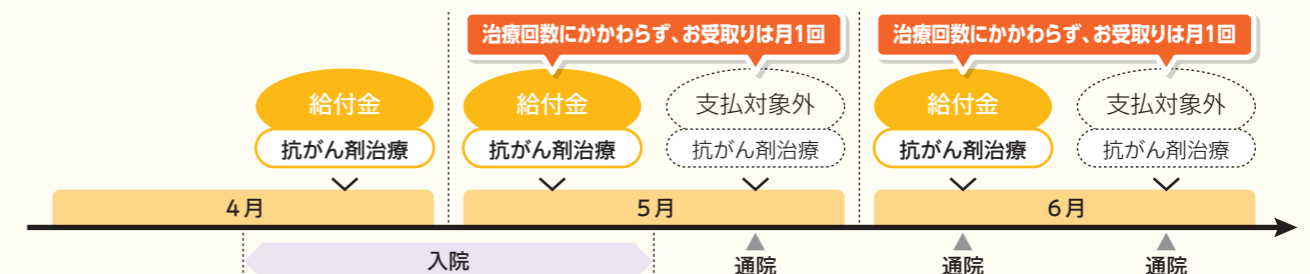 治療回数にかかわらず、お受取りは月1回
治療回数にかかわらず、お受取りは月1回
給付金
給付金
支払対象外
給付金
支払対象外
抗がん剤治療
抗がん剤治療
抗がん剤治療
抗がん剤治療
抗がん剤治療
4月
5月
6月
入院
通院
通院
通院